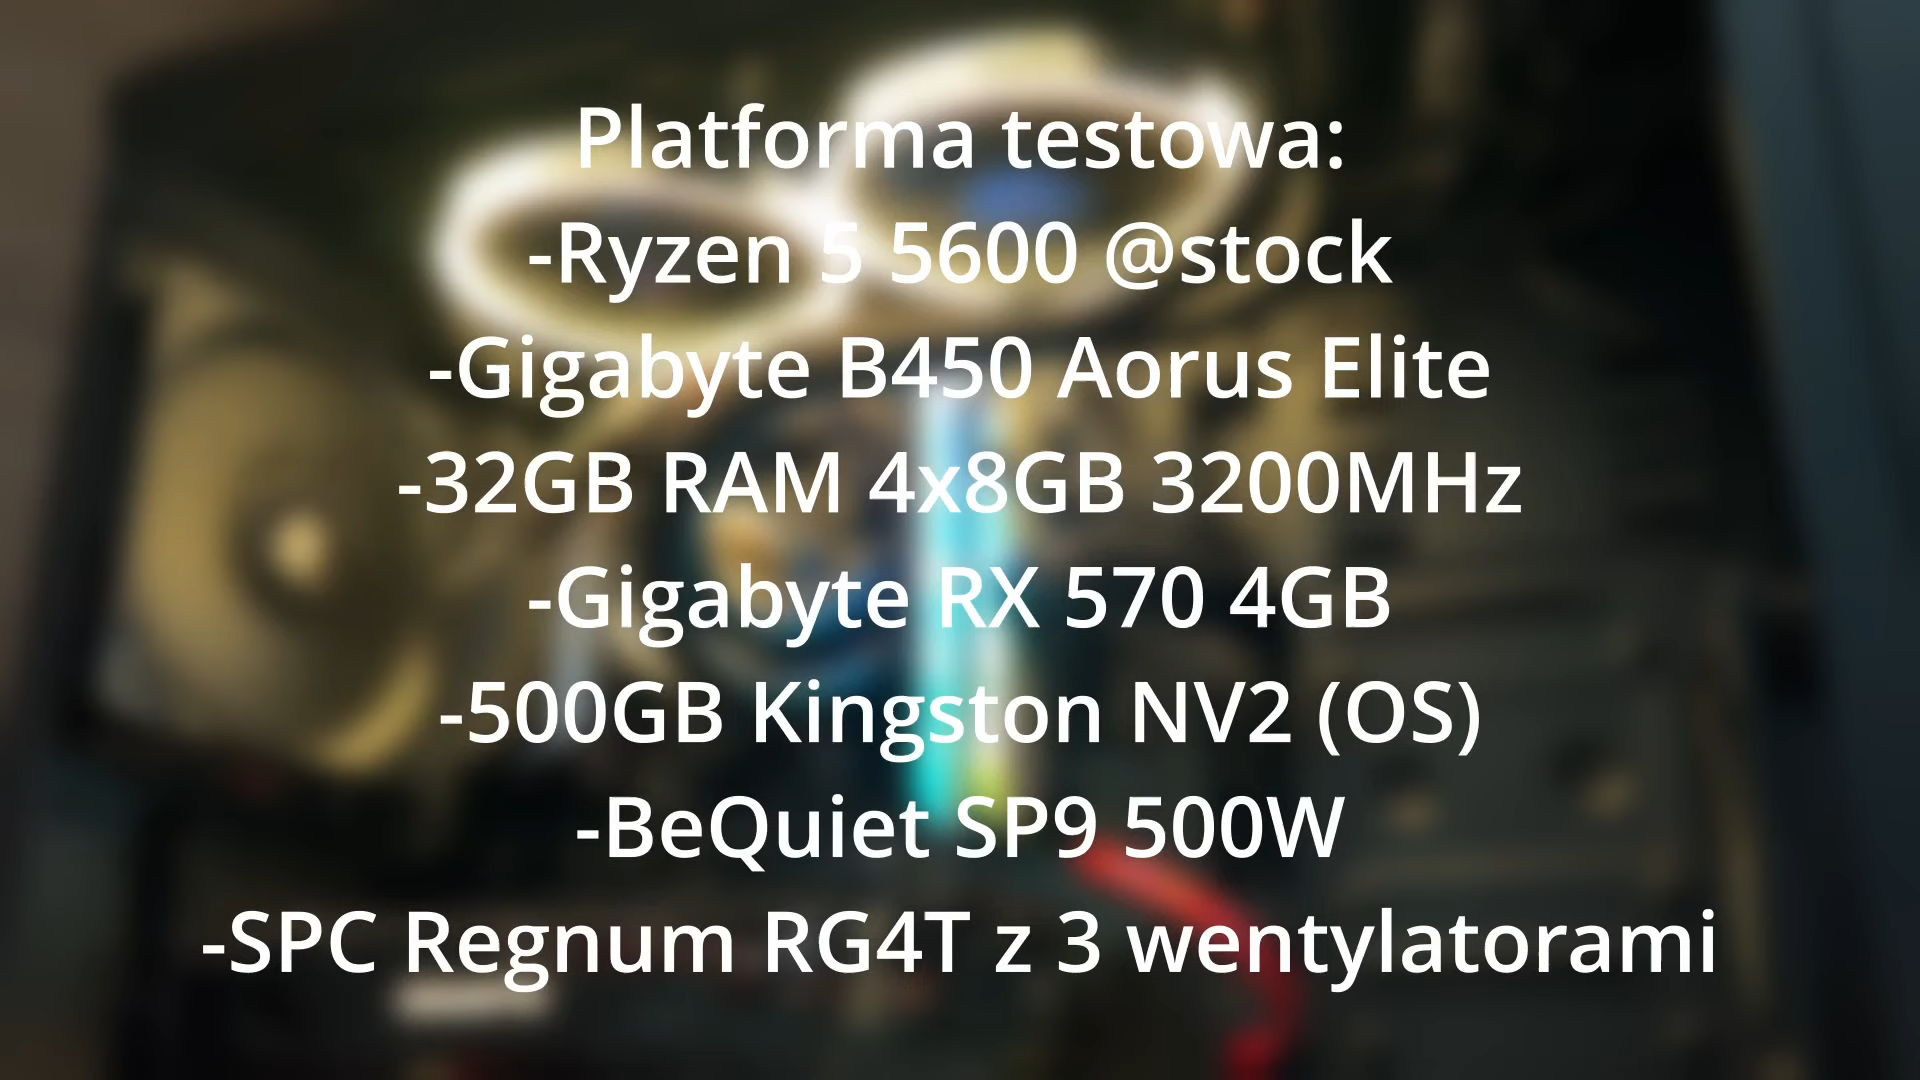 Platforma testowa:
-Ryzen 5 5600 @stock
-Gigabyte B450 Aorus Elite
-32GB RAM 4x8GB 3200MHz
-Gigabyte RX 570 4GB
-500GB Kingston NV2 (OS)
-BeQuiet SP9 500W
-SPC Regnum RG4T z 3 wentylatorami